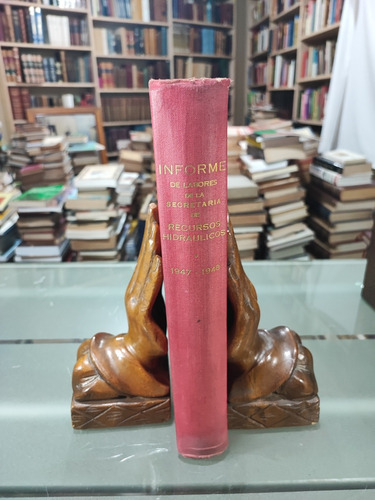 INFORME
DE LABORES
DE LA
SECRETARIA
DE
RECURSOS
HIDRAULICOS
1947 - 1948